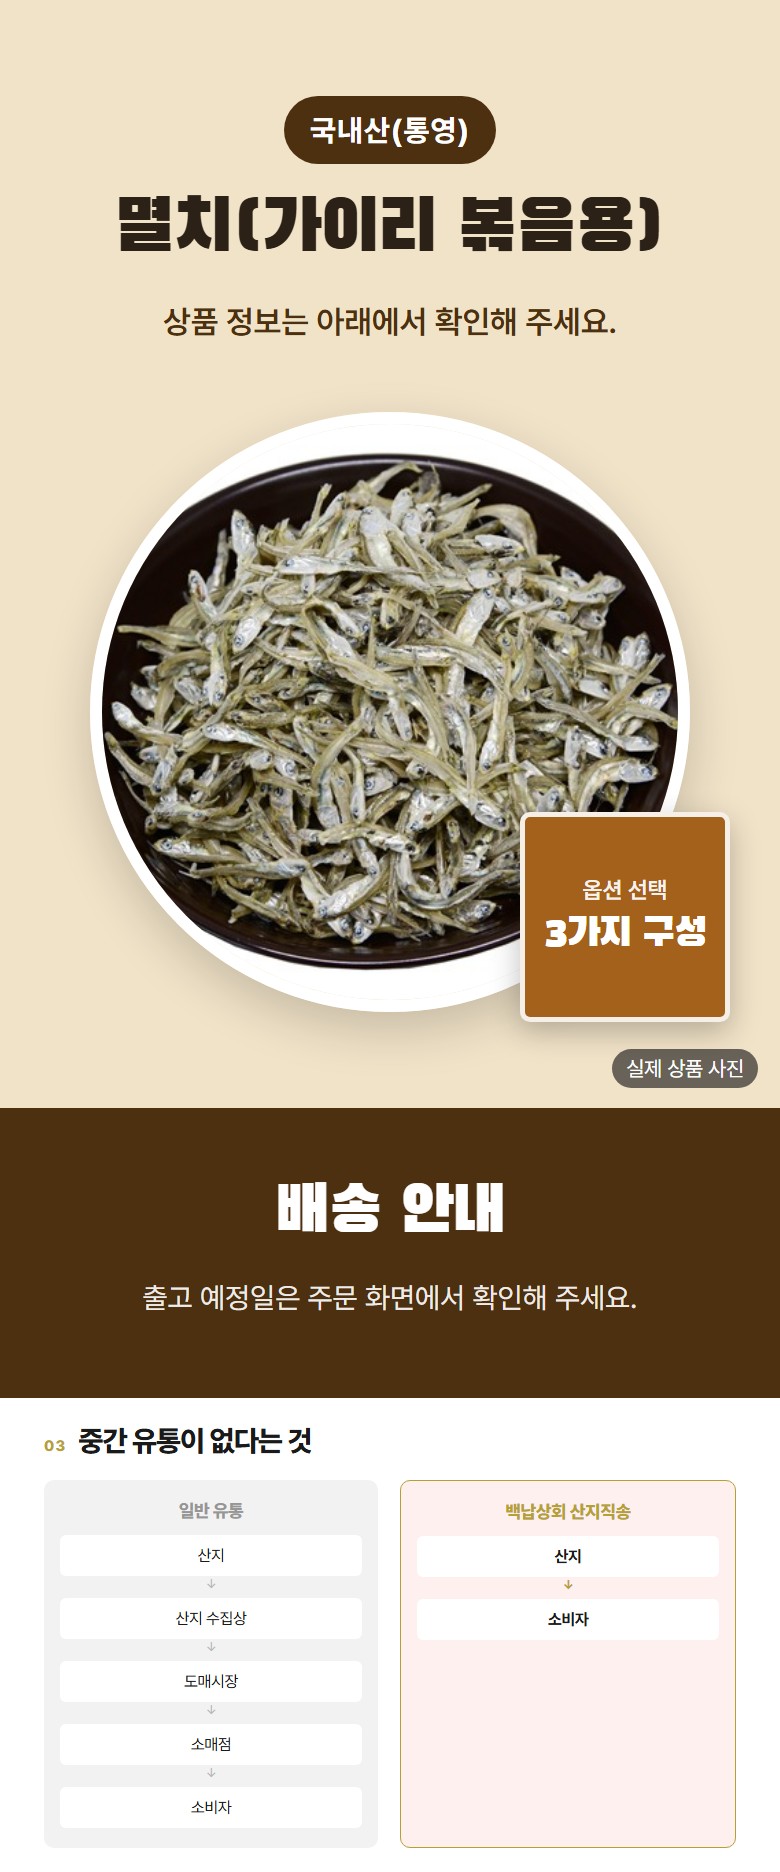 국내산(통영)
멸치(가이리 볶음용)
상품 정보는 아래에서 확인해 주세요.
옵션 선택
3가지 구성
실제 상품 사진
배송 안내
출고 예정일은 주문 화면에서 확인해 주세요.
03 중간 유통이 없다는 것
일반 유통
산지
↓
산지 수집상
↓
도매시장
↓
소매점
↓
소비자
백납상회 산지직송
산지
↓
소비자